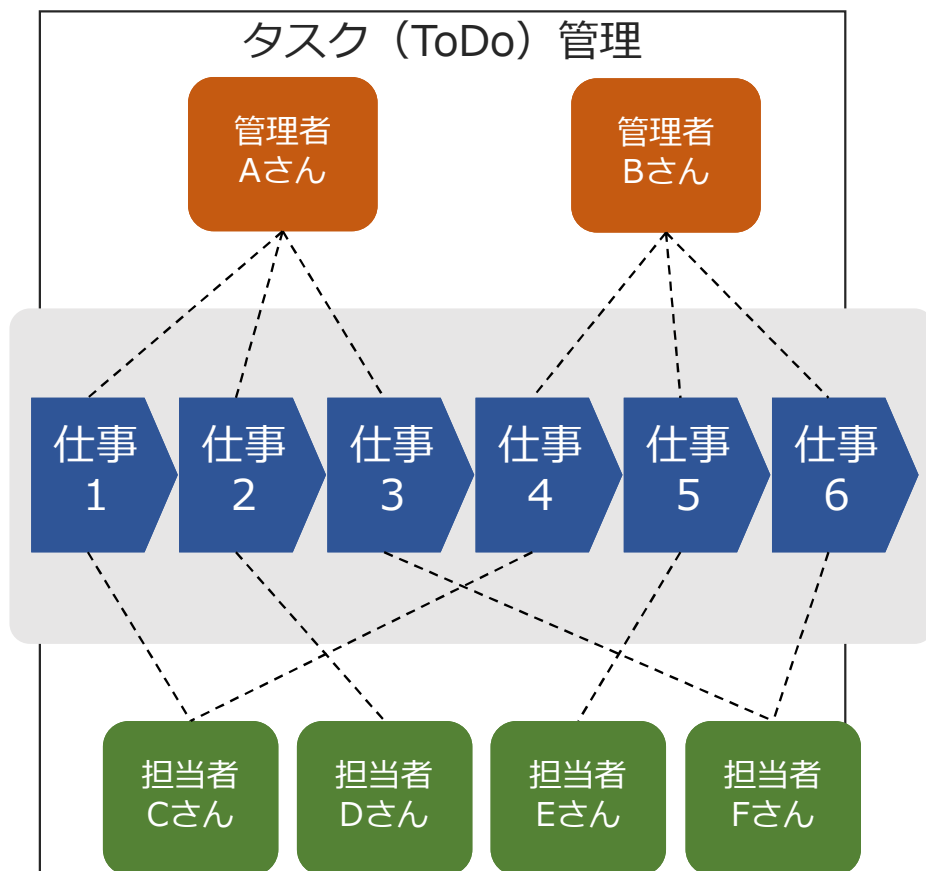 タスク（ToDo）管理
管理者
Aさん
管理者
Bさん
仕事
1
仕事
2
仕事
3
仕事
4
仕事
5
仕事
6
担当者
Cさん
担当者
Dさん
担当者
Eさん
担当者
Fさん